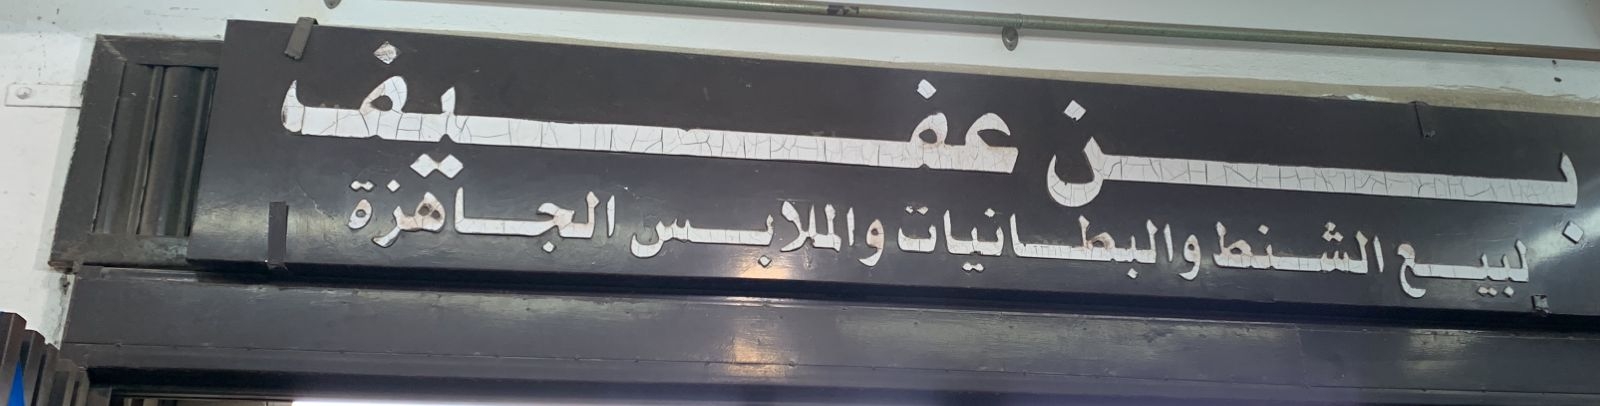 بن عفيف
لبيع الشنط والبطانيات والملابس الجاهزة